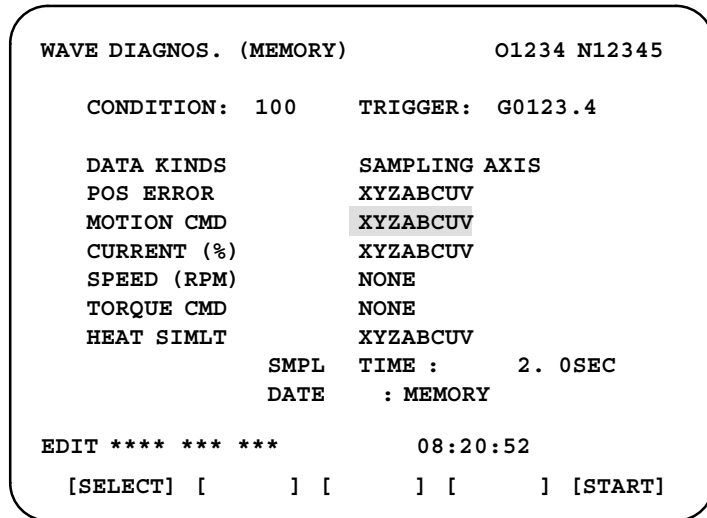 WAVE DIAGNOS. (MEMORY) O1234 N12345
CONDITION: 100 TRIGGER: G0123.4
DATA KINDS SAMPLING AXIS
POS ERROR XYZABCUV
MOTION CMD XYZABCUV
CURRENT (%) XYZABCUV
SPEED (RPM) NONE
TORQUE CMD NONE
HEAT SIMLT XYZABCUV
SMPL TIME : 2. 0SEC
DATE : MEMORY
EDIT **** *** *** 08:20:52
[SELECT] [ ] [ ] [ ] [START]